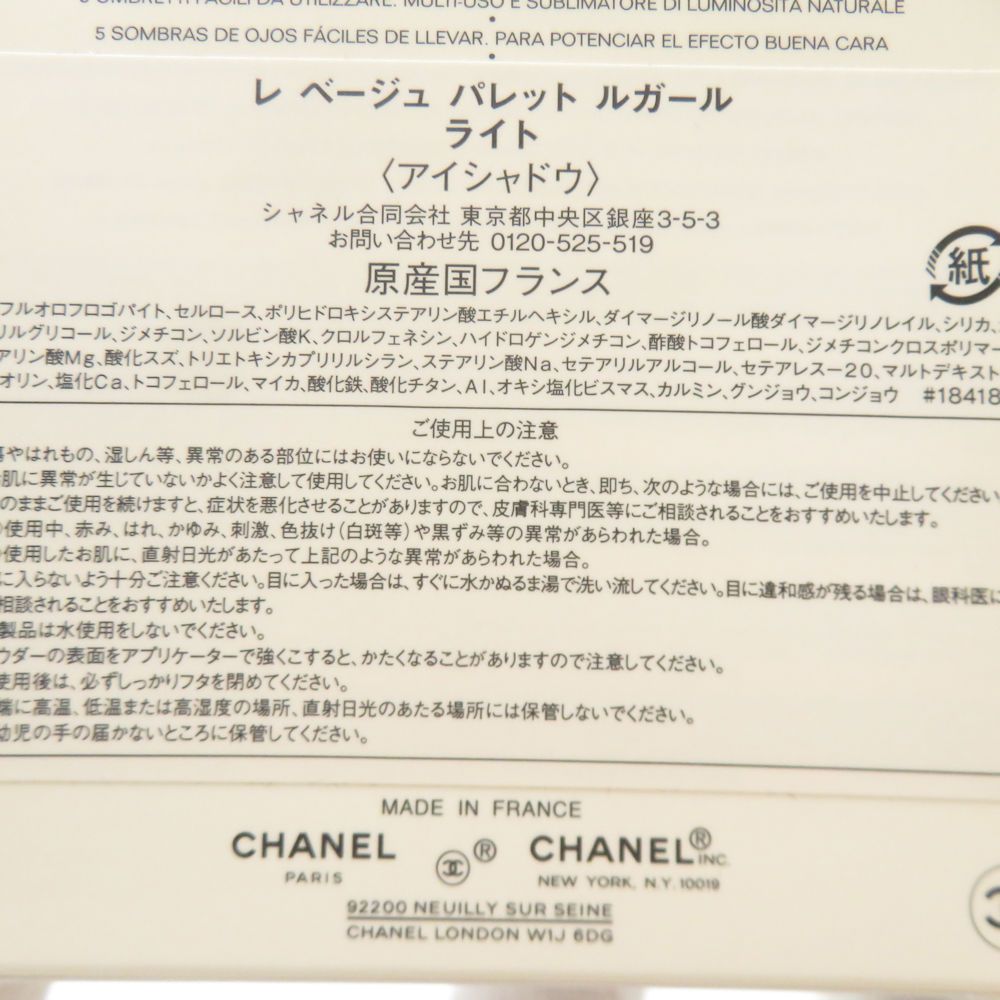 5 OMBRETTI FACILI DA UTILIZZARE. MULTI-USO E SUBLIMATORE DI LUMINOSITÀ NATURALE
•
5 SOMBRAS DE OJOS FÁCILES DE LLEVAR. PARA POTENCIAR EL EFECTO BUENA CARA
•
レ ベージュ パレット ルガール
ライト
〈アイシャドウ〉
シャネル合同会社 東京都中央区銀座3-5-3
お問い合わせ先 0120-525-519
原産国フランス
紙
フルオロフロゴパイト、セルロース、ポリヒドロキシステアリン酸エチルヘキシル、ダイマージリノール酸ダイマージリノレイル、シリカ、
リルグリコール、ジメチコン、ソルビン酸K、クロルフェネシン、ハイドロゲンジメチコン、酢酸トコフェロール、ジメチコンクロスポリマー
アリン酸Mg、酸化スズ、トリエトキシカプリリルシラン、ステアリン酸Na、セテアリルアルコール、セテアレス−20、マルトデキスト
オリン、塩化Ca、トコフェロール、マイカ、酸化鉄、酸化チタン、Al、オキシ塩化ビスマス、カルミン、グンジョウ、コンジョウ #18418
ご使用上の注意
やはれもの、湿しん等、異常のある部位にはお使いにならないでください。
肌に異常が生じていないかよく注意して使用してください。お肌に合わないとき、即ち、次のような場合には、ご使用を中止してください
のままご使用を続けますと、症状を悪化させることがありますので、皮膚科専門医等にご相談されることをおすすめいたします。
使用中、赤み、はれ、かゆみ、刺激、色抜け（白斑等）や黒ずみ等の異常があらわれた場合。
使用したお肌に、直射日光があたって上記のような異常があらわれた場合。
に入らないよう十分ご注意ください。目に入った場合は、すぐに水かぬるま湯で洗い流してください。目に違和感が残る場合は、眼科医に
相談されることをおすすめいたします。
製品は水使用をしないでください。
ウダーの表面をアプリケーターで強くこすると、かたくなることがありますので注意してください。
使用後は、必ずしっかりフタを閉めてください。
端に高温、低温または高湿度の場所、直射日光のあたる場所には保管しないでください。
幼児の手の届かないところに保管してください。
MADE IN FRANCE
CHANEL ® CHANEL® INC.
PARIS NEW YORK, N.Y. 10019
92200 NEUILLY SUR SEINE
CHANEL LONDON W1J 6DG